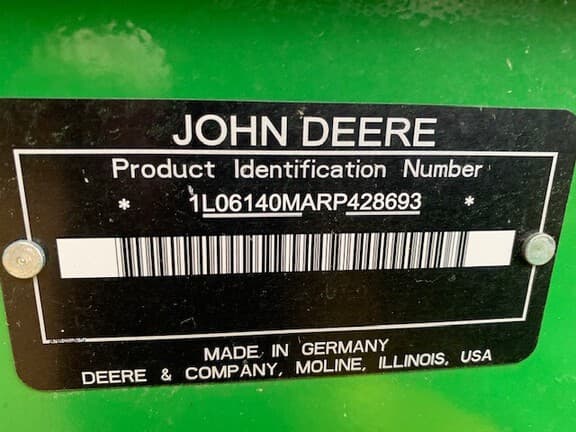 JOHN DEERE
Product Identification Number
* 1L06140MARP428693 *
MADE IN GERMANY
DEERE & COMPANY, MOLINE, ILLINOIS, USA